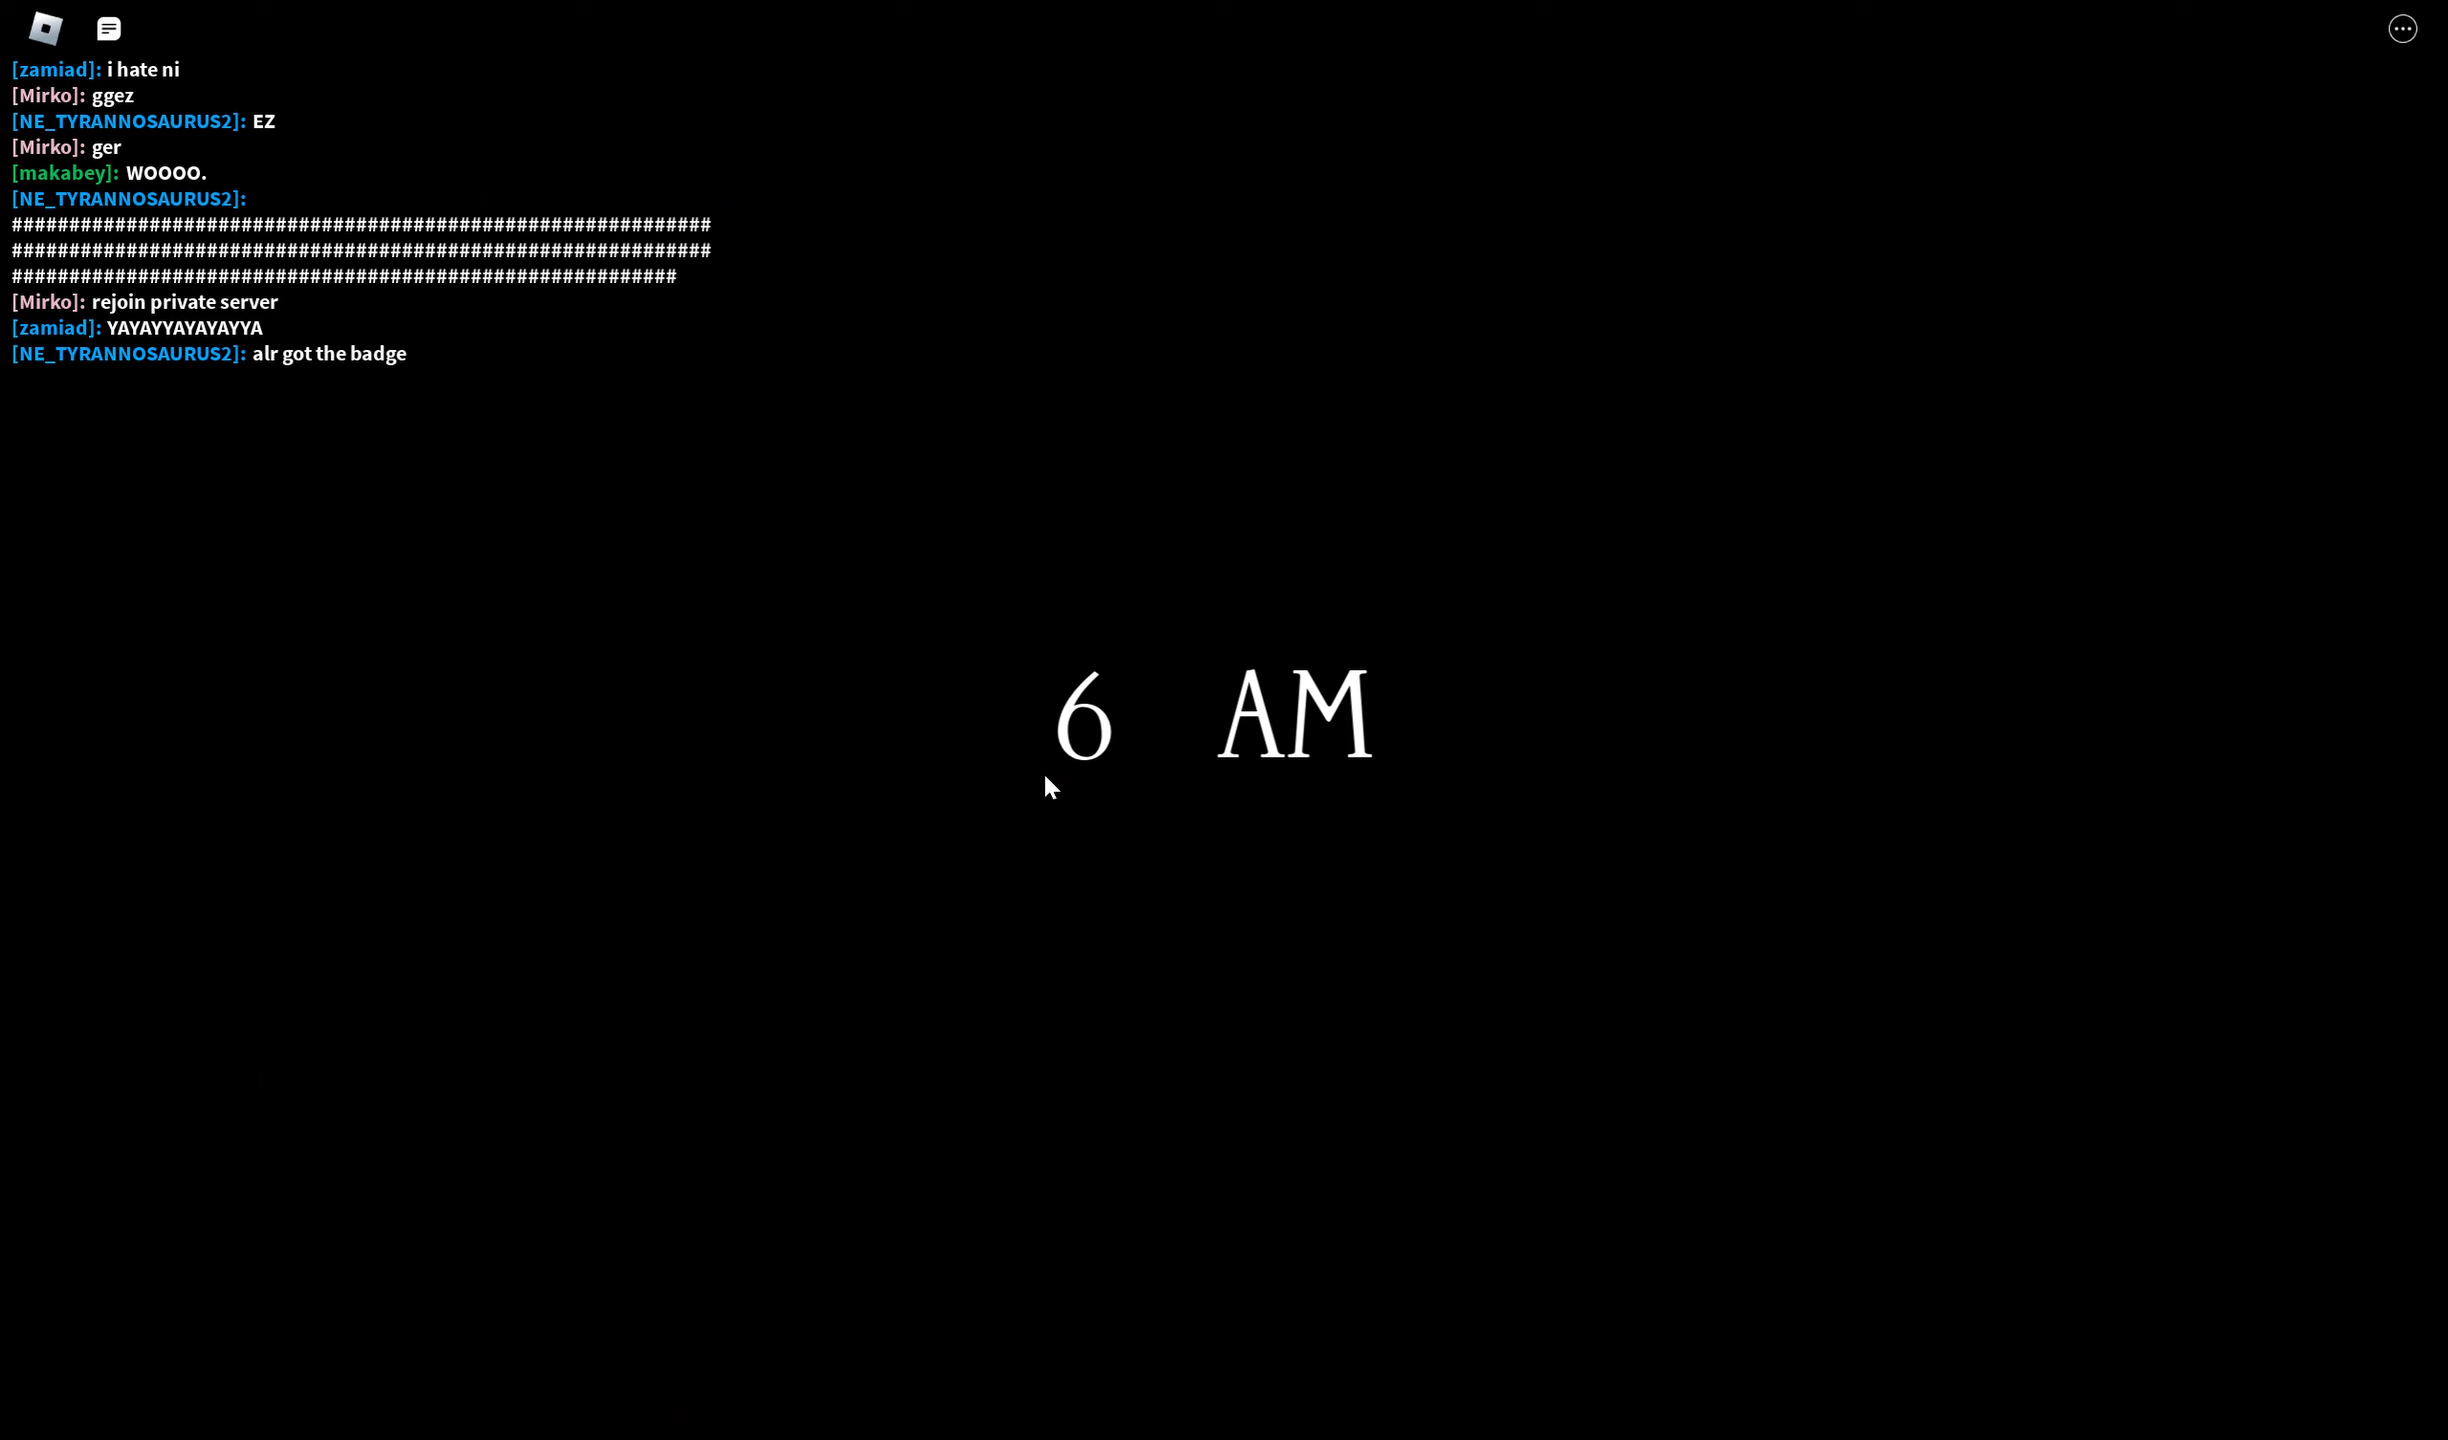 [zamiad]: i hate ni
[Mirko]: ggez
[NE_TYRANNOSAURUS2]: EZ
[Mirko]: ger
[makabey]: WOOOO.
[NE_TYRANNOSAURUS2]:
#############################################################
#############################################################
##########################################################
[Mirko]: rejoin private server
[zamiad]: YAYAYYAYAYAYYA
[NE_TYRANNOSAURUS2]: alr got the badge
6 AM